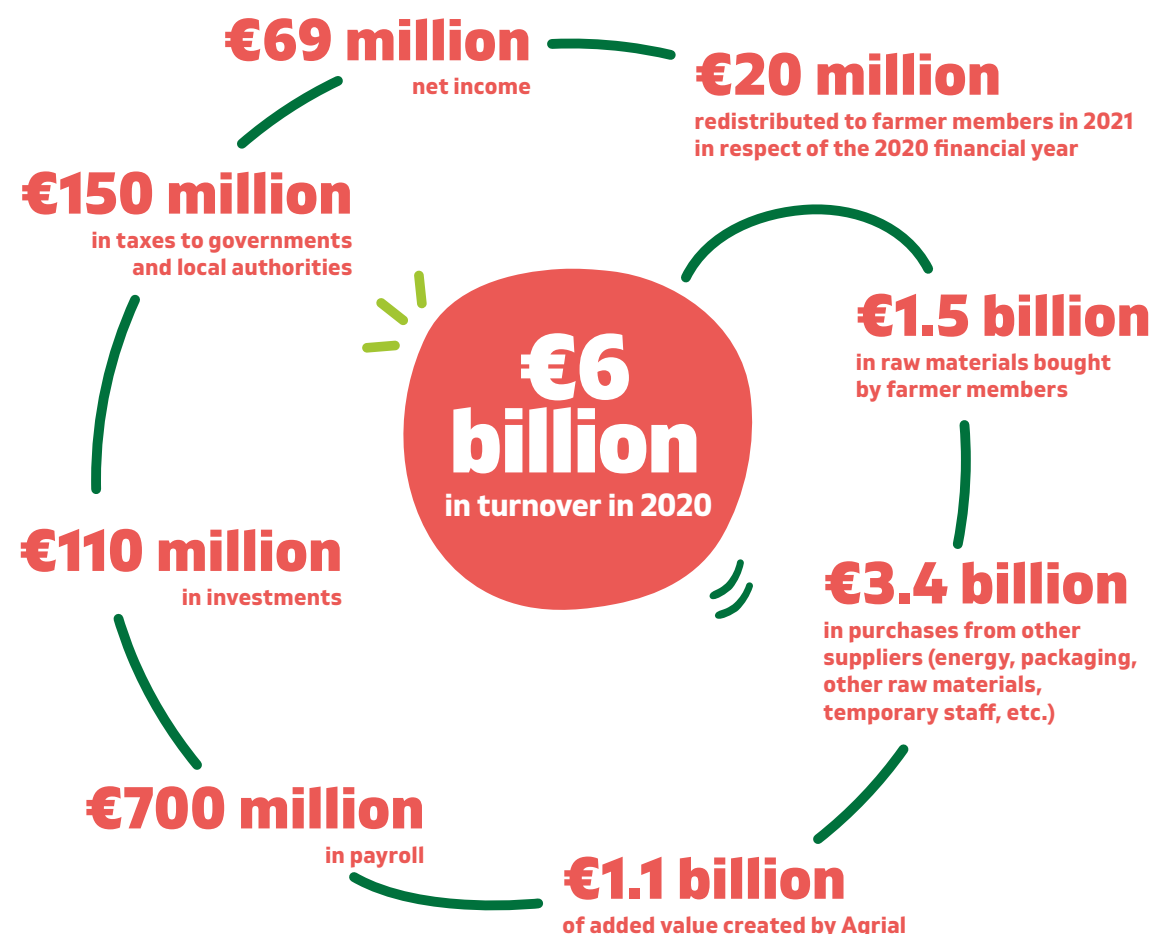 €6
billion
in turnover in 2020
€1.5 billion
in raw materials bought
by farmer members
€3.4 billion
in purchases from other
suppliers (energy, packaging,
other raw materials,
temporary staff, etc.)
€1.1 billion
of added value created by Agrial
€700 million
in payroll
€110 million
in investments
€150 million
in taxes to governments
and local authorities
€69 million
net income
€20 million
redistributed to farmer members in 2021
in respect of the 2020 financial year